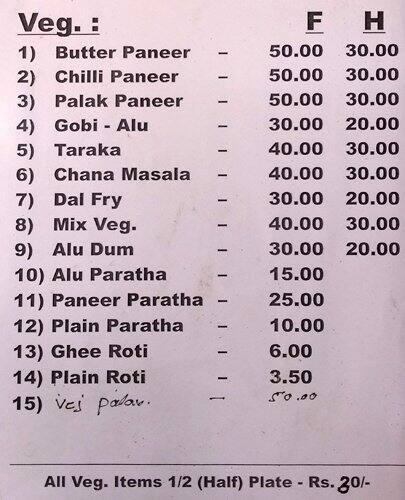 Veg. : F H
1) Butter Paneer - 50.00 30.00
2) Chilli Paneer - 50.00 30.00
3) Palak Paneer - 50.00 30.00
4) Gobi - Alu - 30.00 20.00
5) Taraka - 40.00 30.00
6) Chana Masala - 40.00 30.00
7) Dal Fry - 30.00 20.00
8) Mix Veg. - 40.00 30.00
9) Alu Dum - 30.00 20.00
10) Alu Paratha - 15.00
11) Paneer Paratha - 25.00
12) Plain Paratha - 10.00
13) Ghee Roti - 6.00
14) Plain Roti - 3.50
15) Vej - 50.00
All Veg. Items 1/2 (Half) Plate - Rs. 30/-